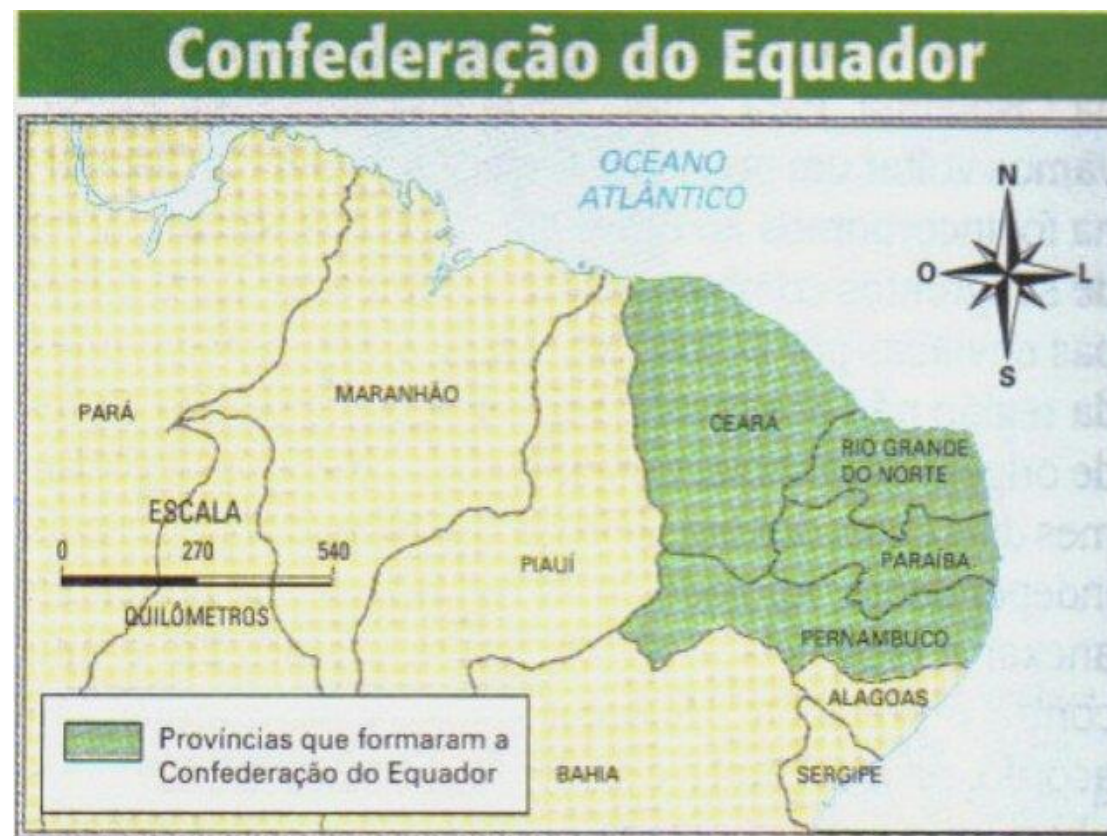 Confederação do Equador
OCEANO
ATLÂNTICO
N
O
L
S
PARÁ
MARANHÃO
CEARÁ
RIO GRANDE
DO NORTE
ESCALA
0 270 540
QUILÔMETROS
PIAUÍ
PARAÍBA
PERNAMBUCO
ALAGOAS
BAHIA
SERGIPE
Províncias que formaram a
Confederação do Equador